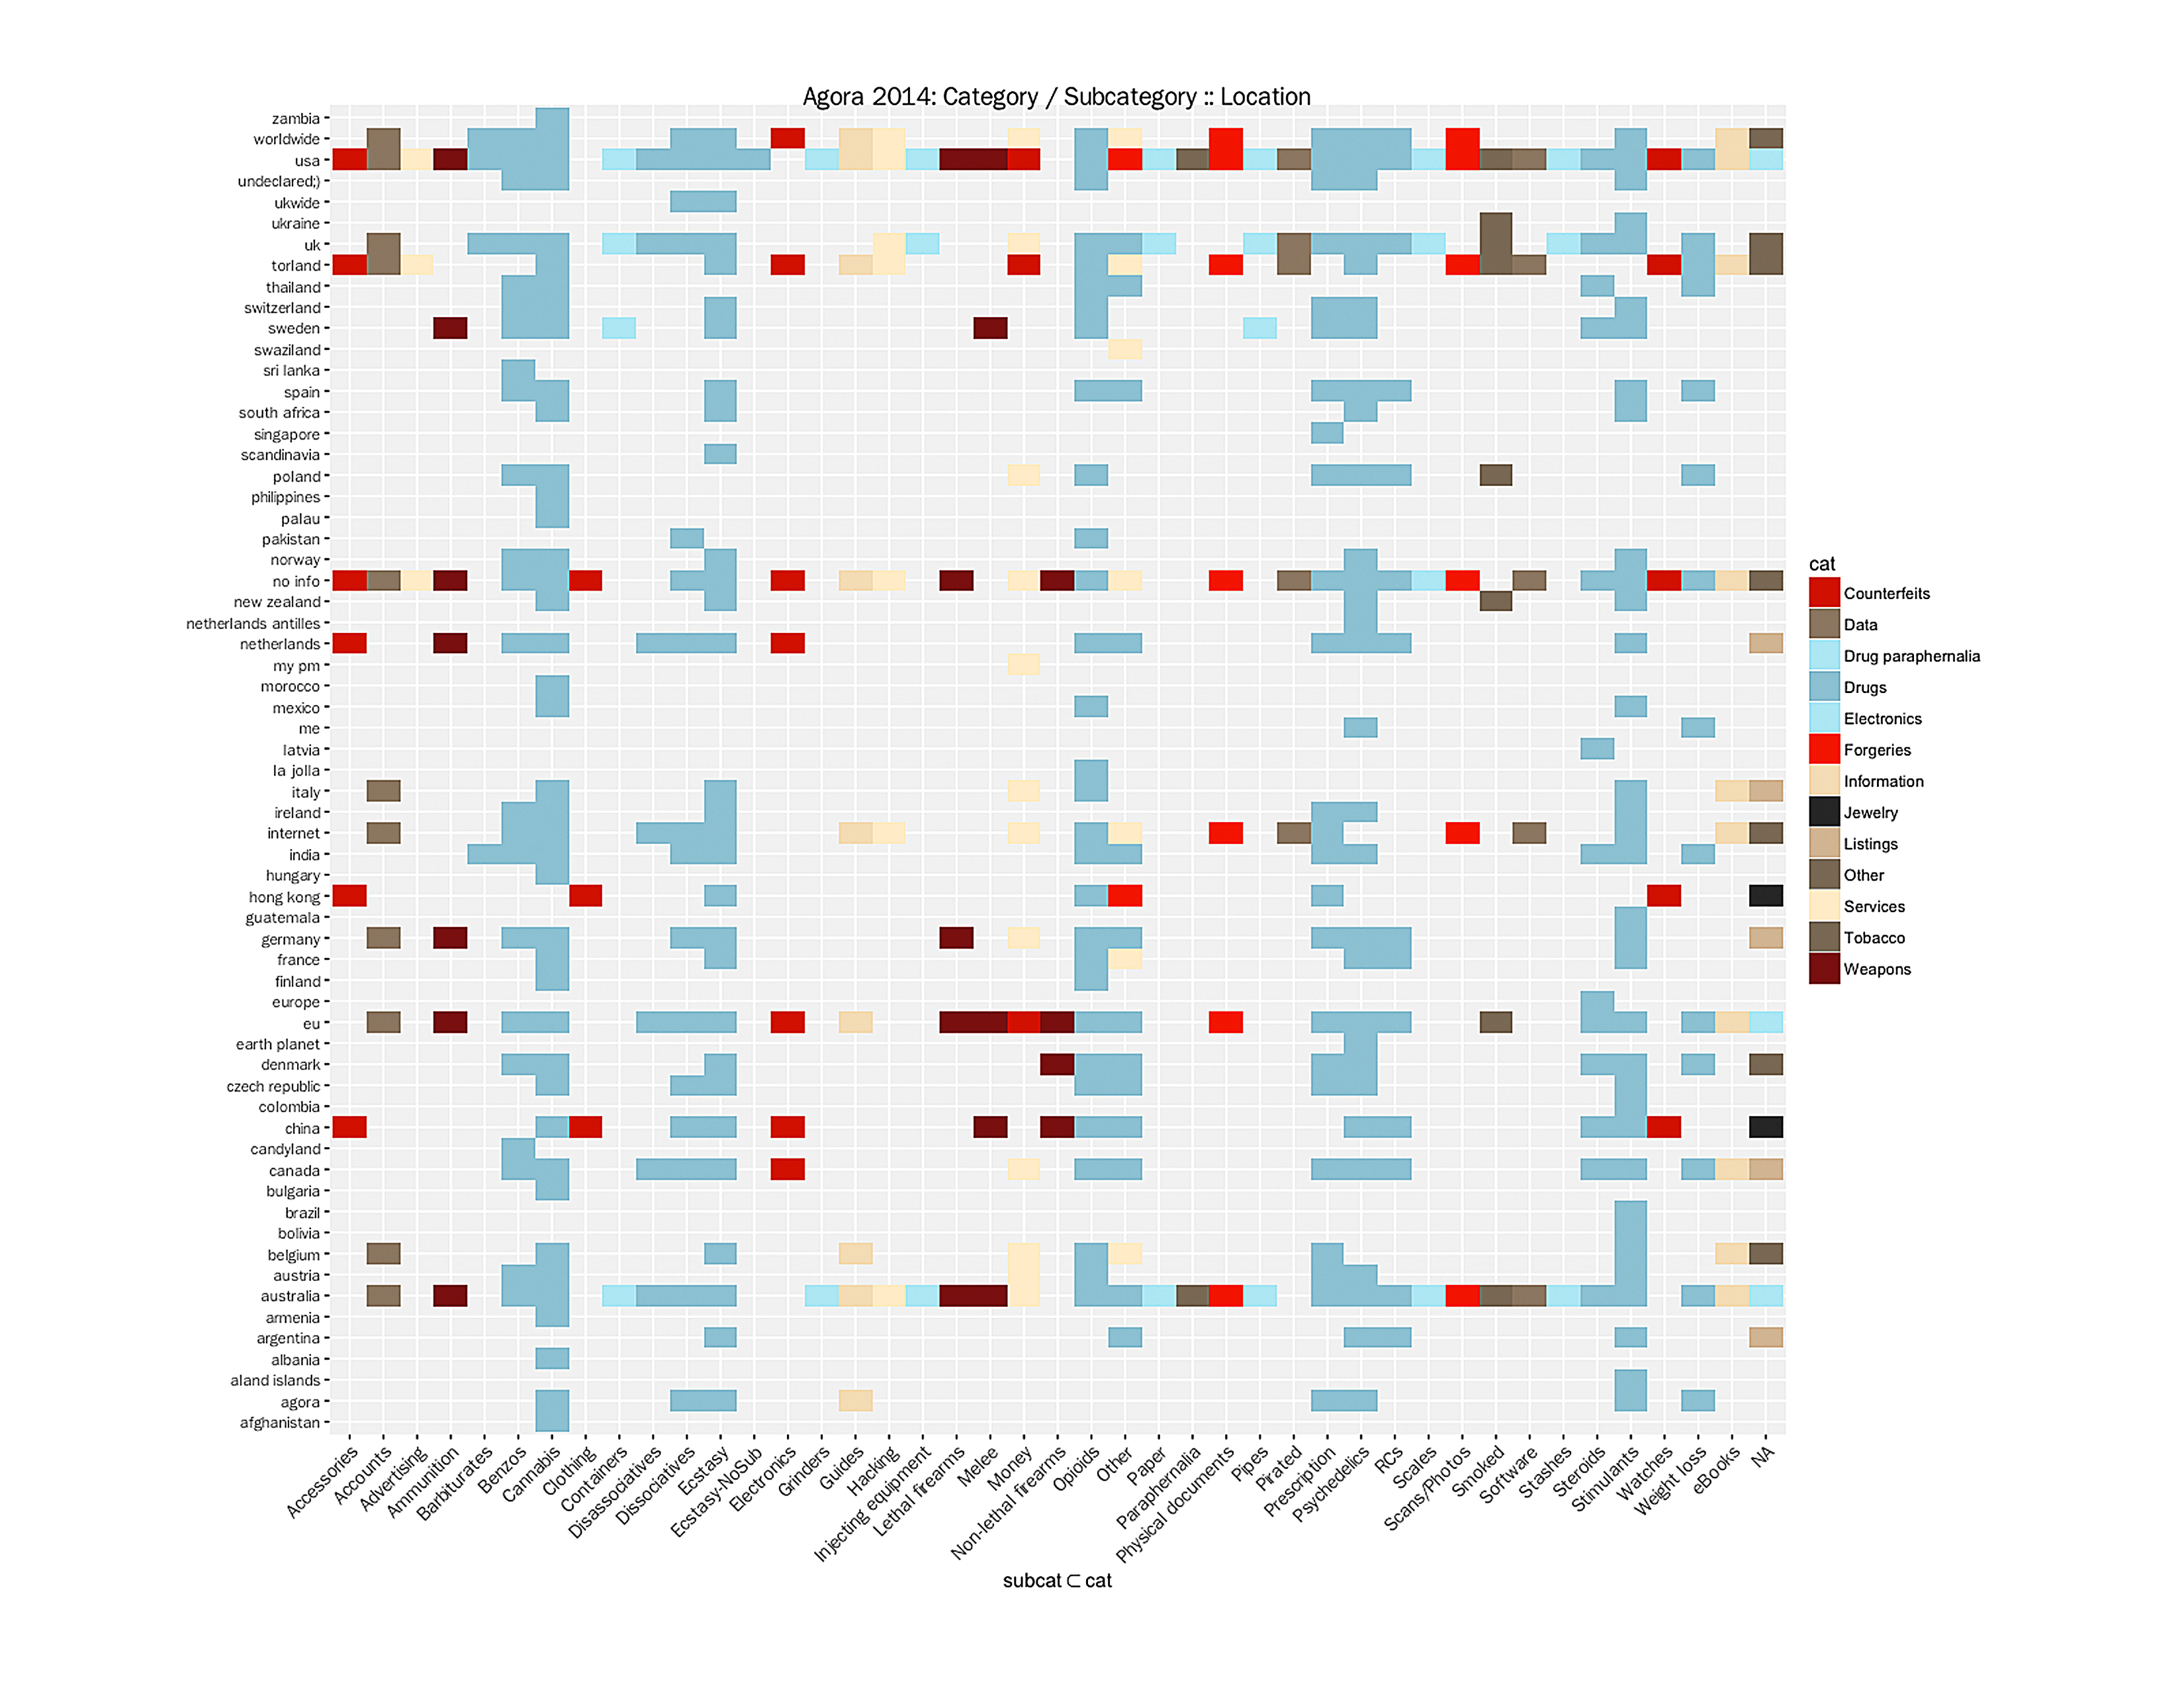 Agora 2014: Category / Subcategory :: Location
zambia
worldwide
usa
undeclared;)
ukwide
ukraine
uk
torland
thailand
switzerland
sweden
swaziland
sri lanka
spain
south africa
singapore
scandinavia
poland
philippines
palau
pakistan
norway
no info
new zealand
netherlands antilles
netherlands
my pm
morocco
mexico
me
latvia
la jolla
italy
ireland
internet
india
hungary
hong kong
guatemala
germany
france
finland
europe
eu
earth planet
denmark
czech republic
colombia
china
candyland
canada
bulgaria
brazil
bolivia
belgium
austria
australia
armenia
argentina
albania
aland islands
agora
afghanistan
Accessories
Accounts
Advertising
Ammunition
Barbiturates
Benzos
Cannabis
Clothing
Containers
Disassociatives
Dissociatives
Ecstasy
Ecstasy-NoSub
Electronics
Grinders
Guides
Hacking
Injecting equipment
Lethal firearms
Melee
Money
Non-lethal firearms
Opioids
Other
Paper
Paraphernalia
Physical documents
Pipes
Pirated
Prescription
Psychedelics
RCs
Scales
Scans/Photos
Smoked
Software
Stashes
Steroids
Stimulants
Watches
Weight loss
eBooks
NA
subcat ⊂ cat
cat
Counterfeits
Data
Drug paraphernalia
Drugs
Electronics
Forgeries
Information
Jewelry
Listings
Other
Services
Tobacco
Weapons